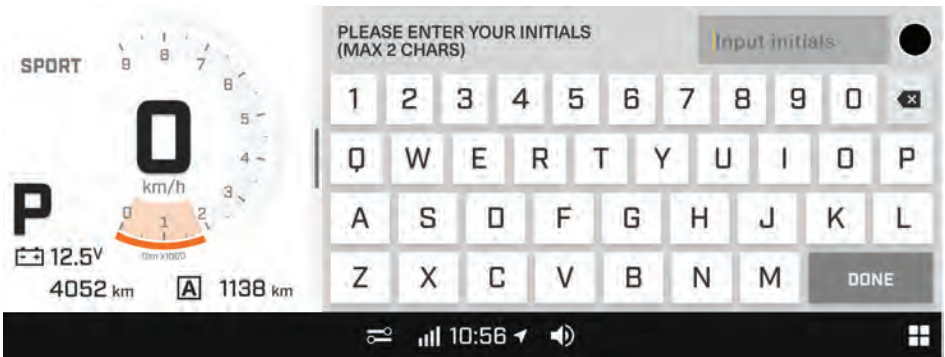 SPORT
9 8 7 6 5 4 3 2 1 0
0
km/h
P
rpm x1000
12.5V
4052 km A 1138 km
PLEASE ENTER YOUR INITIALS
(MAX 2 CHARS)
Input initials
1 2 3 4 5 6 7 8 9 0
Q W E R T Y U I O P
A S D F G H J K L
Z X C V B N M DONE
10:56